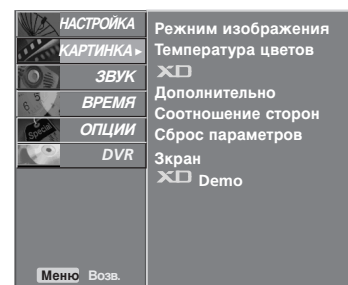 НАСТРОЙКА
КАРТИНКА ▸
ЗВУК
ВРЕМЯ
Special
ОПЦИИ
DVR
Меню Возв.
Режим изображения
Температура цветов
XD
Дополнительно
Соотношение сторон
Сброс параметров
Зкран
XD Demo